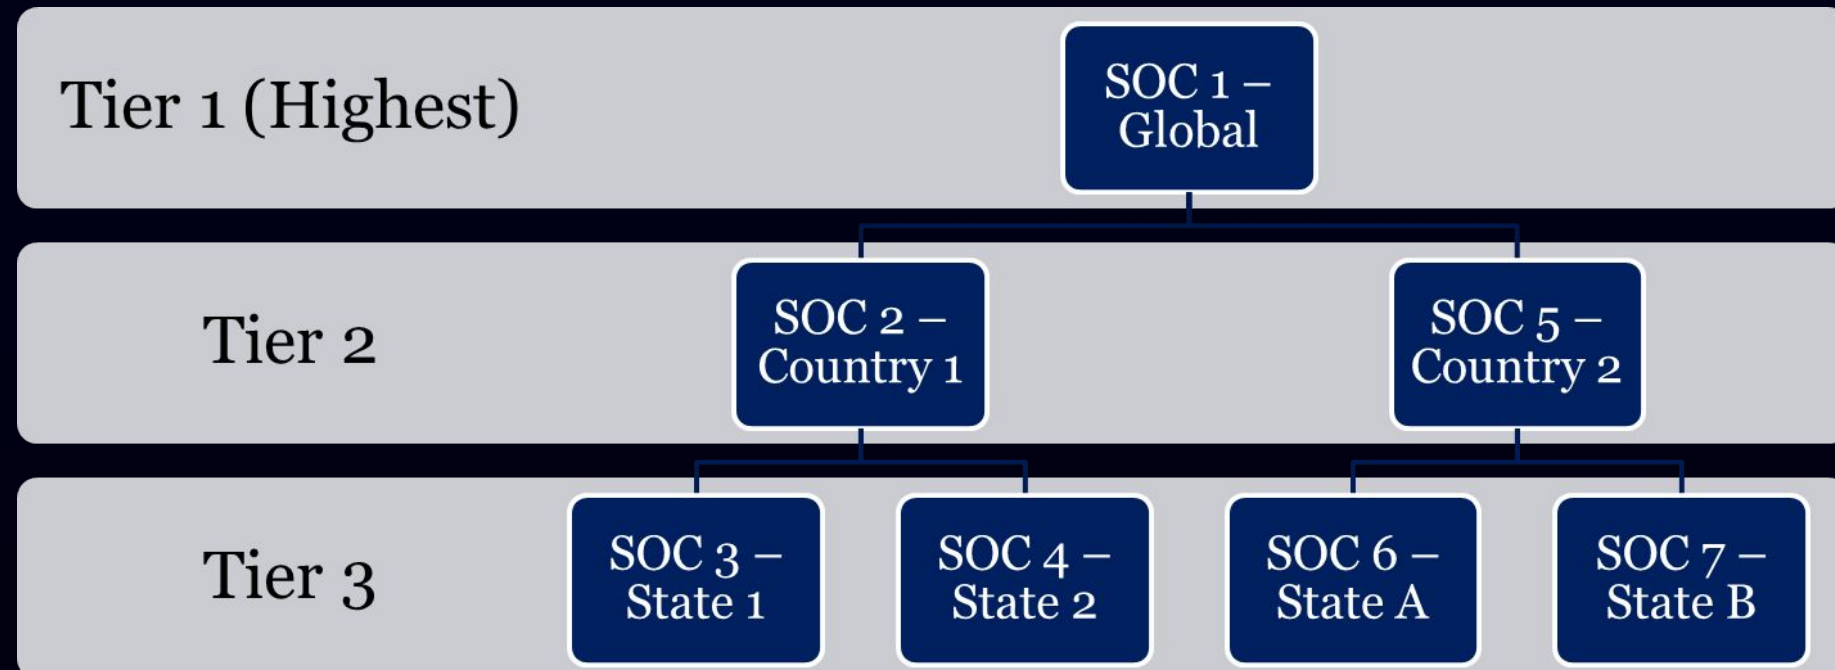 Tier 1 (Highest)
SOC 1 –
Global
Tier 2
SOC 2 –
Country 1
SOC 5 –
Country 2
Tier 3
SOC 3 –
State 1
SOC 4 –
State 2
SOC 6 –
State A
SOC 7 –
State B